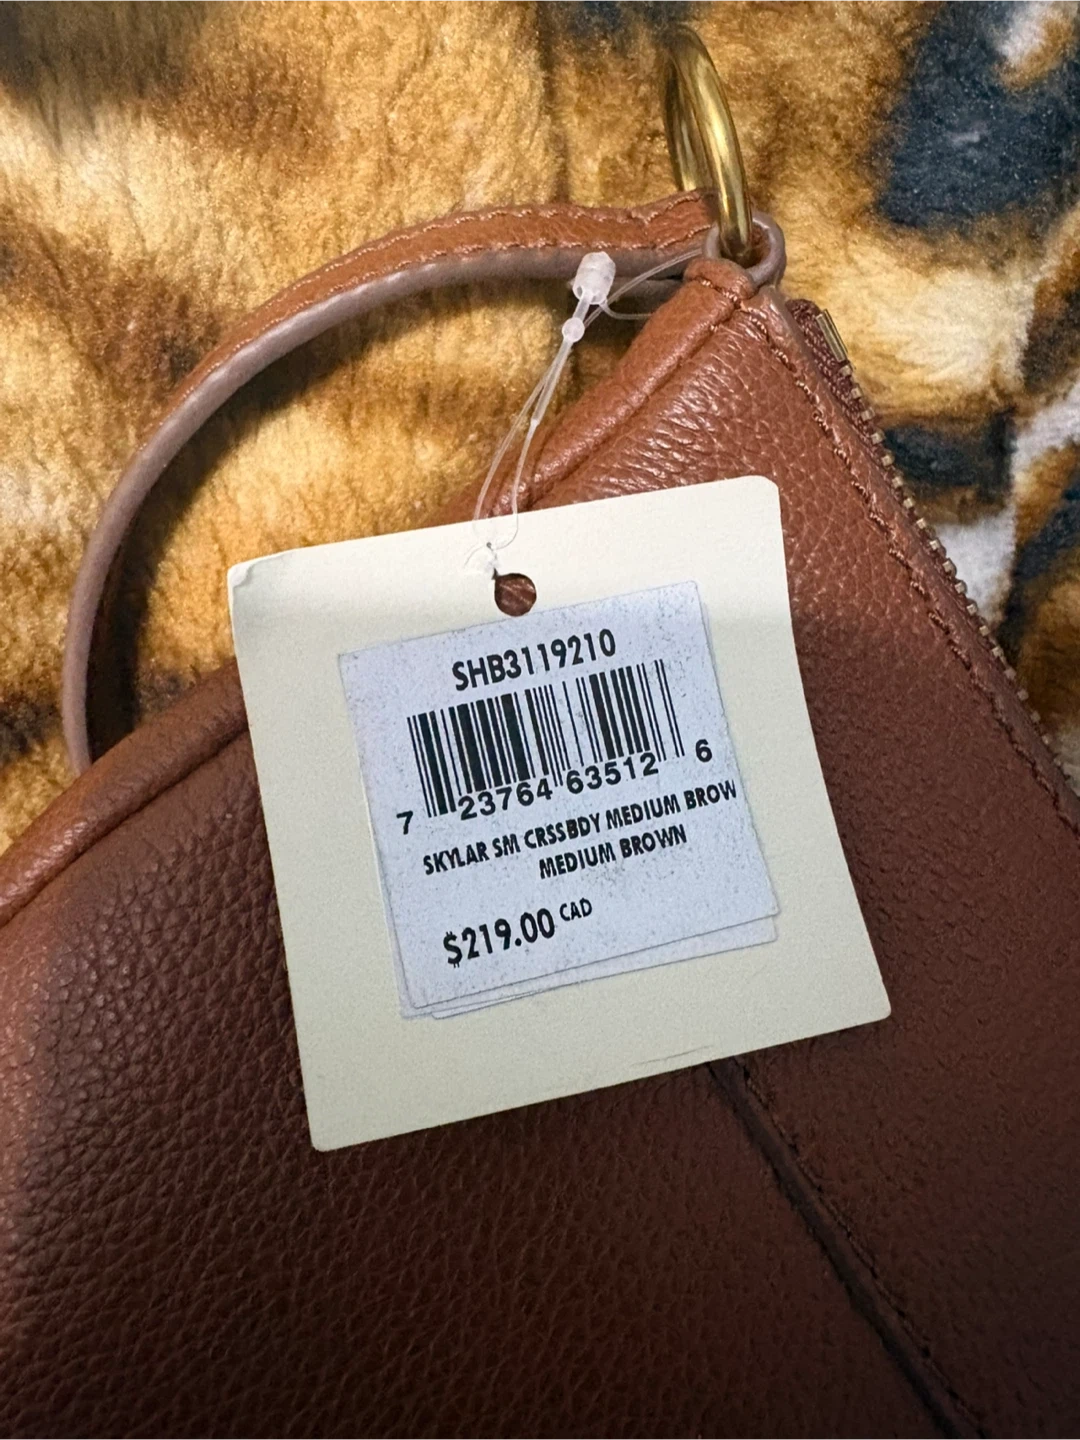 SHB3119210
7 23764 63512 6
SKYLAR SM CRSSBDY MEDIUM BROW
MEDIUM BROWN
$219.00 CAD